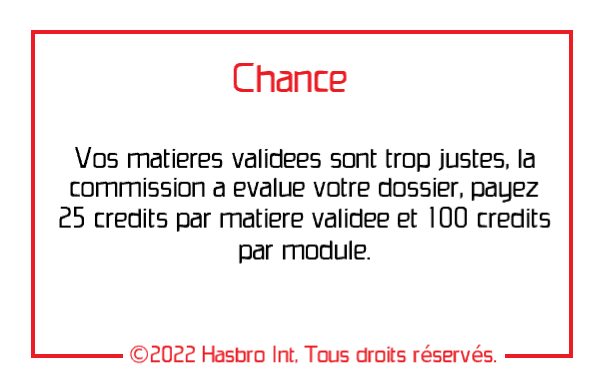 Chance
Vos matieres validees sont trop justes, la
commission a evalue votre dossier, payez
25 credits par matiere validee et 100 credits
par module.
©2022 Hasbro Int. Tous droits réservés.